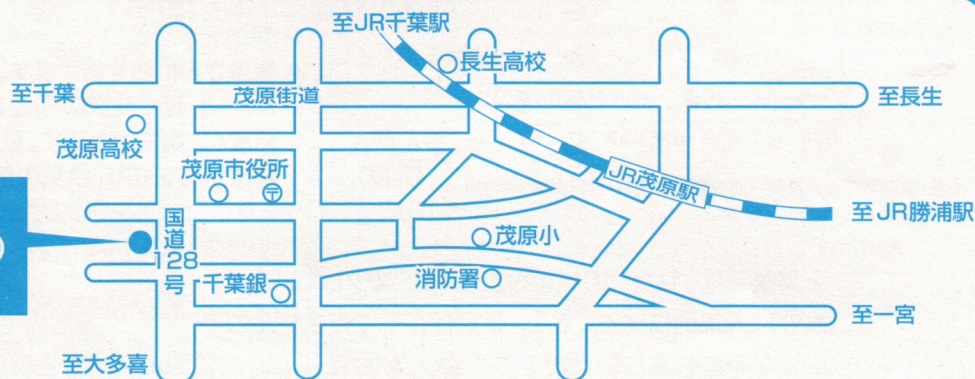 至JR千葉駅
長生高校
至千葉
茂原街道
至長生
茂原高校
茂原市役所
〒
JR茂原駅
至JR勝浦駅
国道128号
茂原小
千葉銀
消防署
至一宮
至大多喜